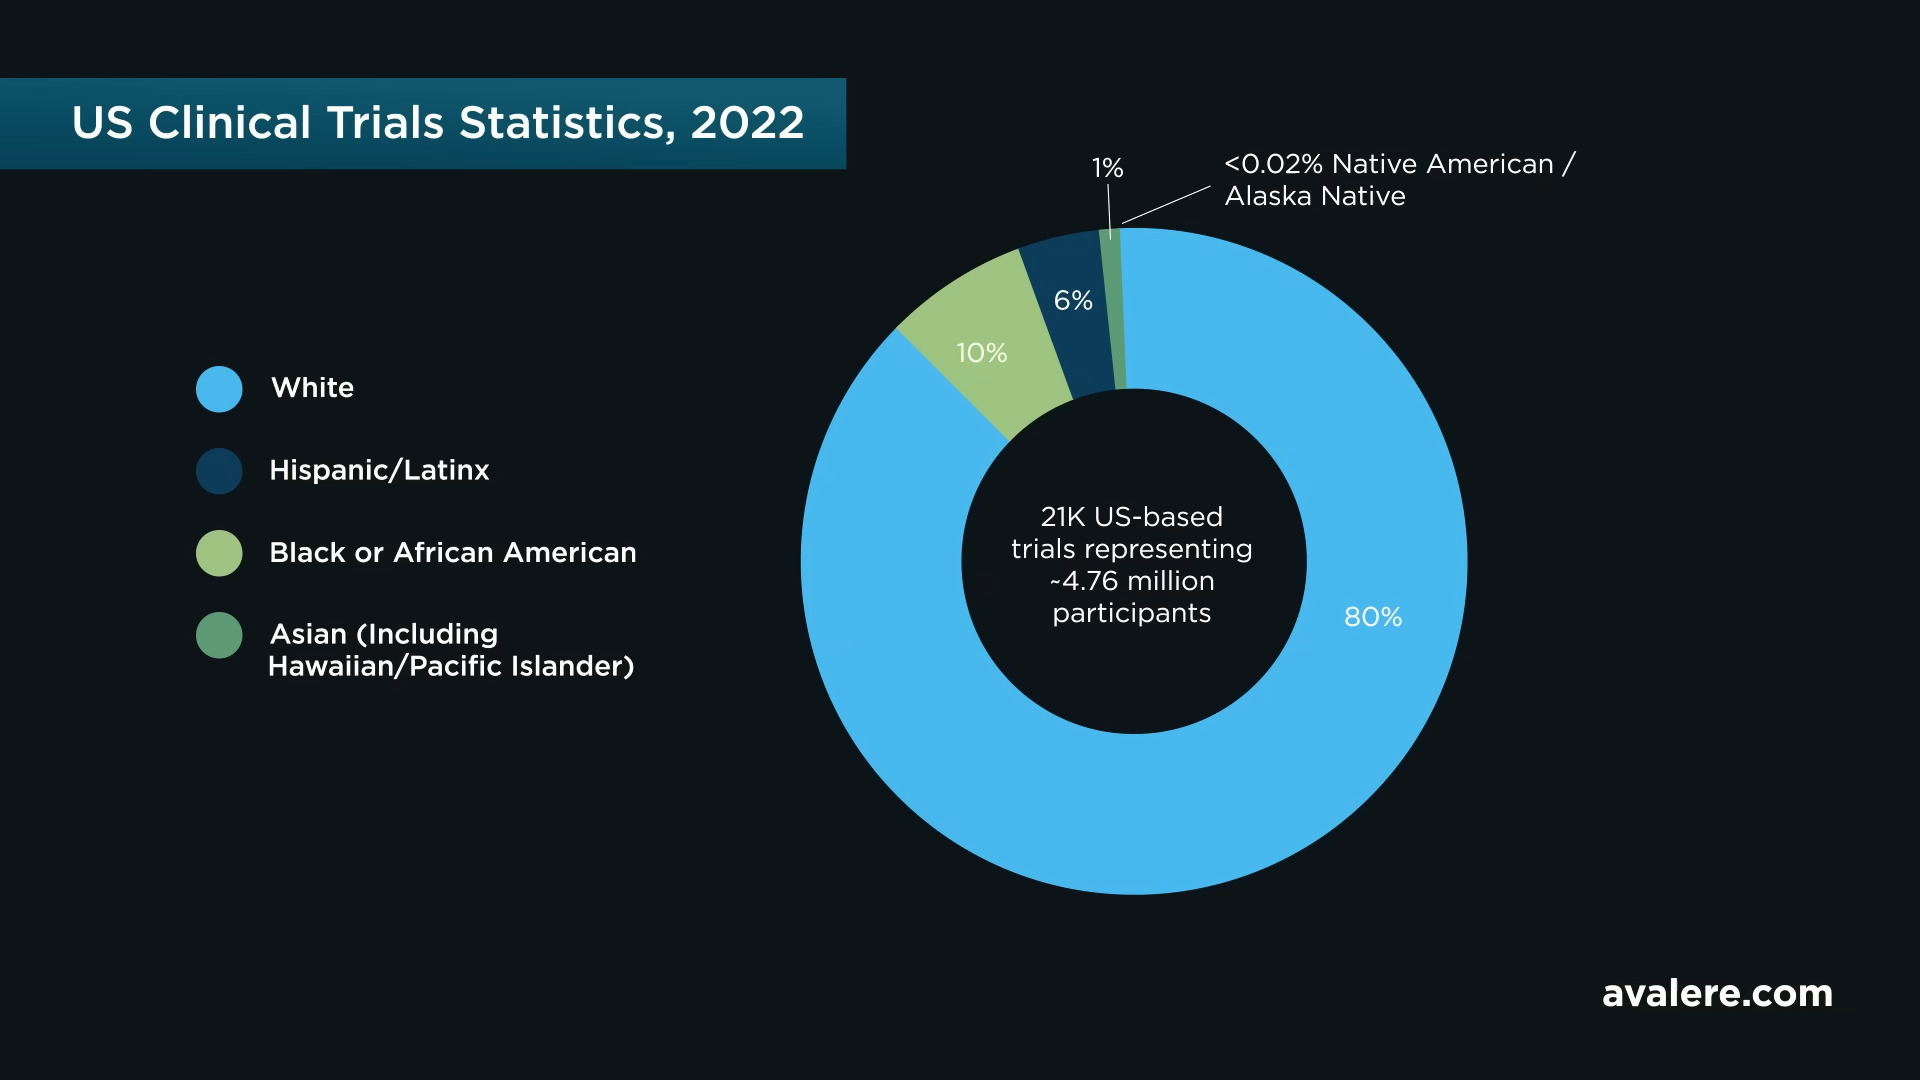 US Clinical Trials Statistics, 2022
1%
<0.02% Native American /
Alaska Native
6%
10%
White
Hispanic/Latinx
Black or African American
Asian (Including
Hawaiian/Pacific Islander)
21K US-based
trials representing
~4.76 million
participants
80%
avalere.com